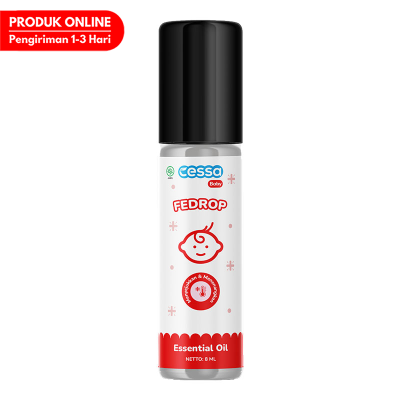 PRODUK ONLINE
Pengiriman 1-3 Hari
cessa
Baby
FEDROP
Essential Oil
NETTO: 8 ML